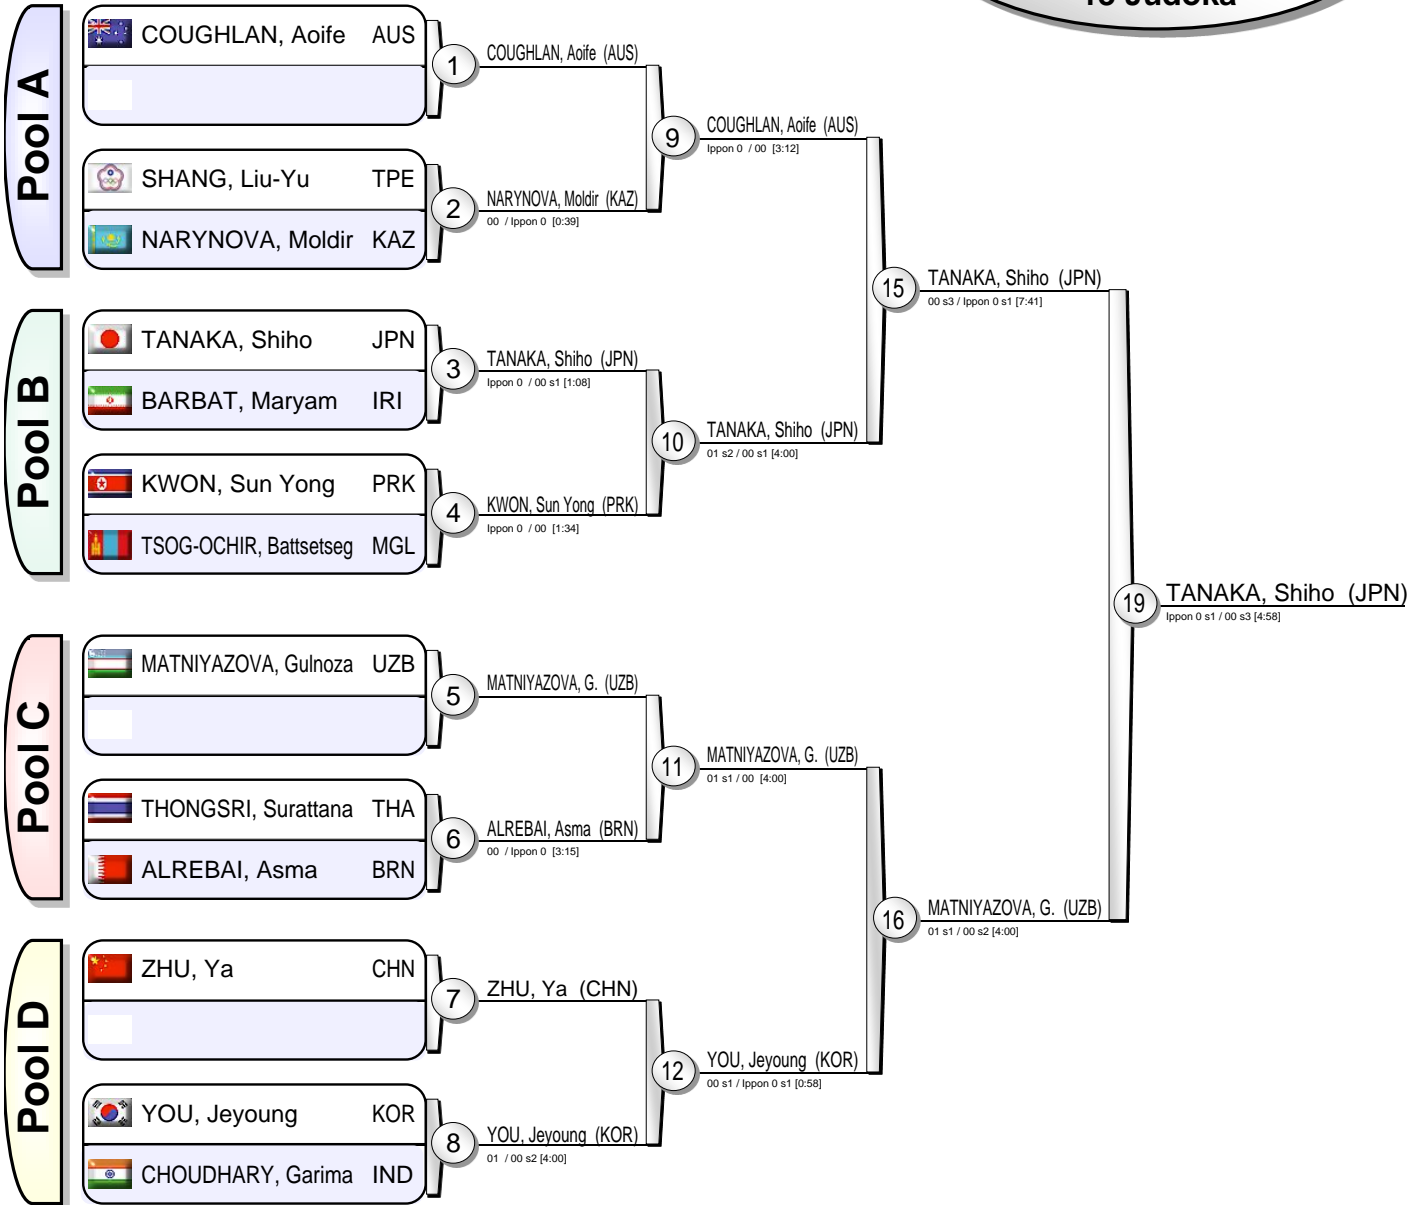 13 Judoka
Pool A
COUGHLAN, Aoife AUS
SHANG, Liu-Yu TPE
NARYNOVA, Moldir KAZ
1
COUGHLAN, Aoife (AUS)
2
NARYNOVA, Moldir (KAZ)
00 / Ippon 0 [0:39]
9
COUGHLAN, Aoife (AUS)
Ippon 0 / 00 [3:12]
Pool B
TANAKA, Shiho JPN
BARBAT, Maryam IRI
KWON, Sun Yong PRK
TSOG-OCHIR, Battsetseg MGL
3
TANAKA, Shiho (JPN)
Ippon 0 / 00 s1 [1:08]
4
KWON, Sun Yong (PRK)
Ippon 0 / 00 [1:34]
10
TANAKA, Shiho (JPN)
01 s2 / 00 s1 [4:00]
15
TANAKA, Shiho (JPN)
00 s3 / Ippon 0 s1 [7:41]
Pool C
MATNIYAZOVA, Gulnoza UZB
THONGSRI, Surattana THA
ALREBAI, Asma BRN
5
MATNIYAZOVA, G. (UZB)
6
ALREBAI, Asma (BRN)
00 / Ippon 0 [3:15]
11
MATNIYAZOVA, G. (UZB)
01 s1 / 00 [4:00]
Pool D
ZHU, Ya CHN
YOU, Jeyoung KOR
CHOUDHARY, Garima IND
7
ZHU, Ya (CHN)
8
YOU, Jeyoung (KOR)
01 / 00 s2 [4:00]
12
YOU, Jeyoung (KOR)
00 s1 / Ippon 0 s1 [0:58]
16
MATNIYAZOVA, G. (UZB)
01 s1 / 00 s2 [4:00]
19
TANAKA, Shiho (JPN)
Ippon 0 s1 / 00 s3 [4:58]